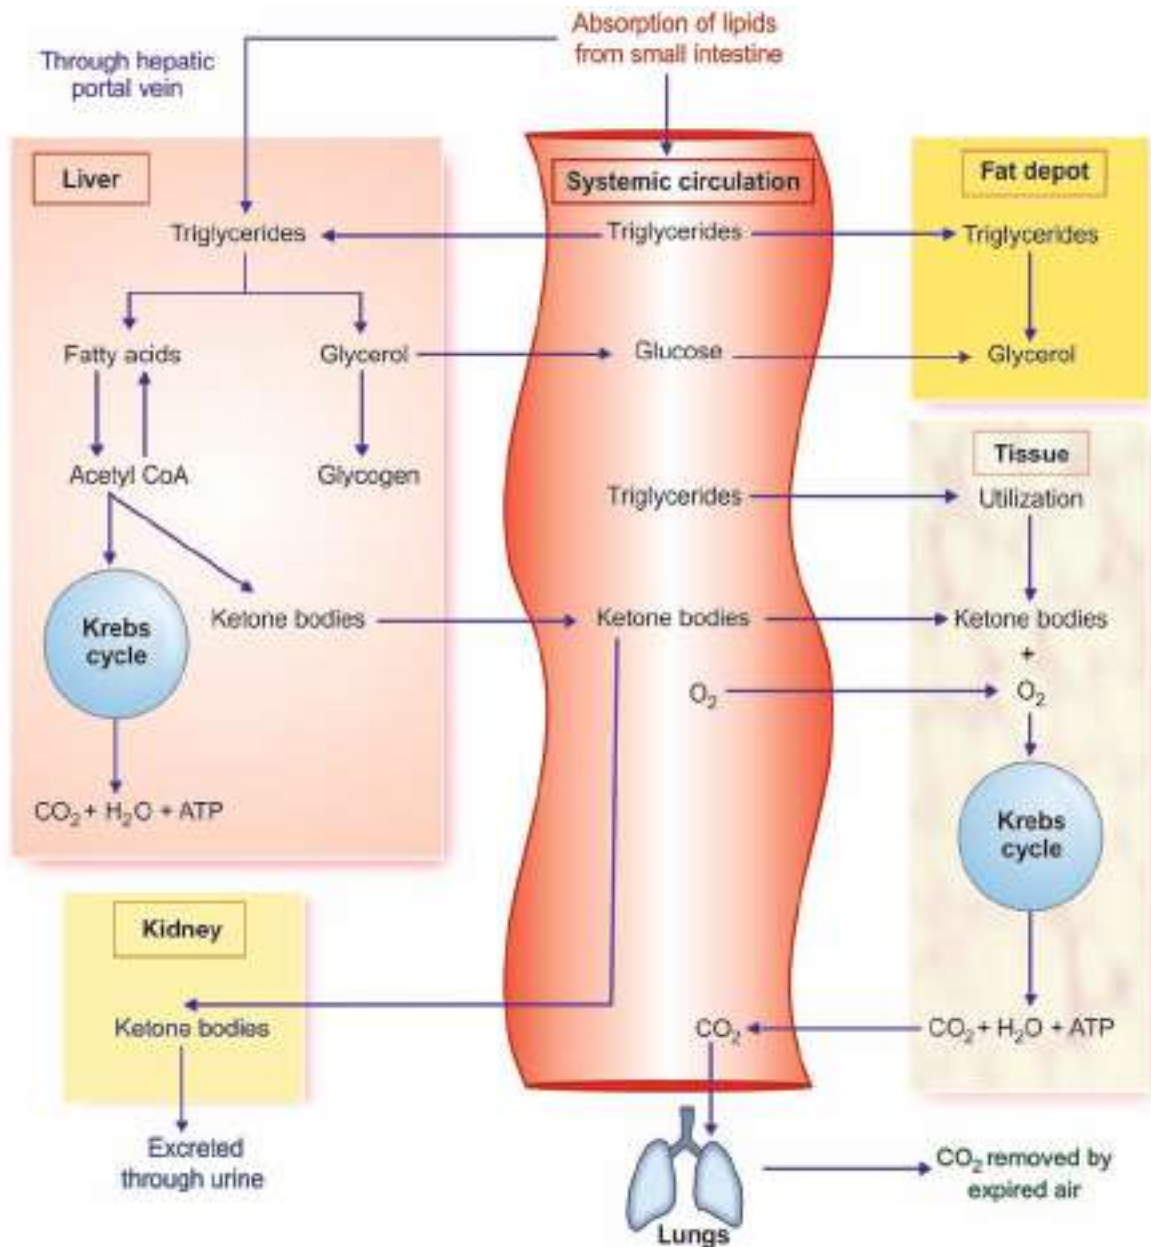 Absorption of lipids
from small intestine
Through hepatic
portal vein
Liver
Systemic circulation
Fat depot
Triglycerides
Triglycerides
Triglycerides
Fatty acids
Glycerol
Glucose
Glycerol
Acetyl CoA
Glycogen
Tissue
Triglycerides
Utilization
Krebs
cycle
Ketone bodies
Ketone bodies
Ketone bodies
+
O₂
O₂
CO₂ + H₂O + ATP
Krebs
cycle
Kidney
Ketone bodies
CO₂
CO₂ + H₂O + ATP
Excreted
through urine
Lungs
CO₂ removed by
expired air